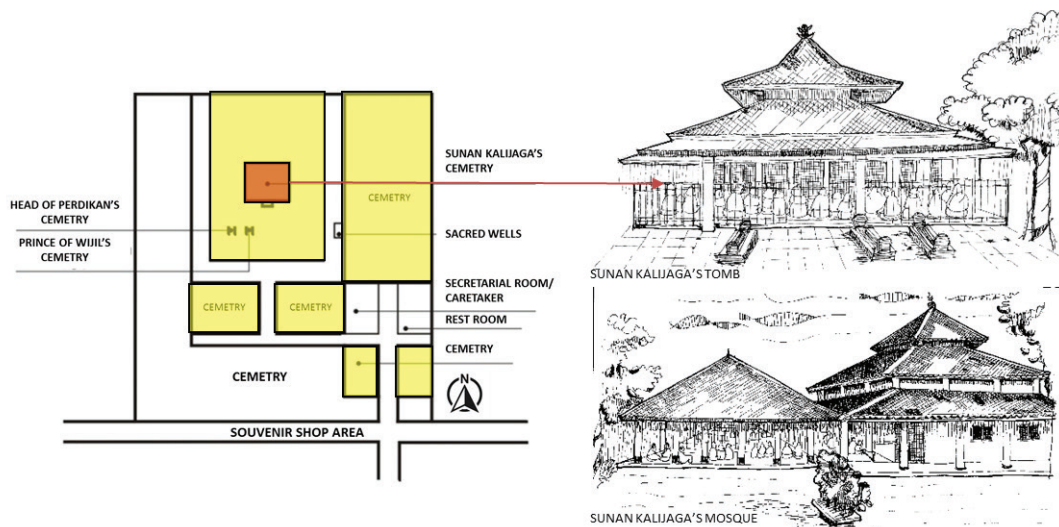 HEAD OF PERDIKAN'S
CEMETRY
PRINCE OF WIJIL'S
CEMETRY
CEMETRY
CEMETRY
CEMETRY
CEMETRY
SOUVENIR SHOP AREA
N
SUNAN KALIJAGA'S
CEMETRY
SACRED WELLS
SECRETARIAL ROOM/
CARETAKER
REST ROOM
CEMETRY
SUNAN KALIJAGA'S TOMB
SUNAN KALIJAGA'S MOSQUE